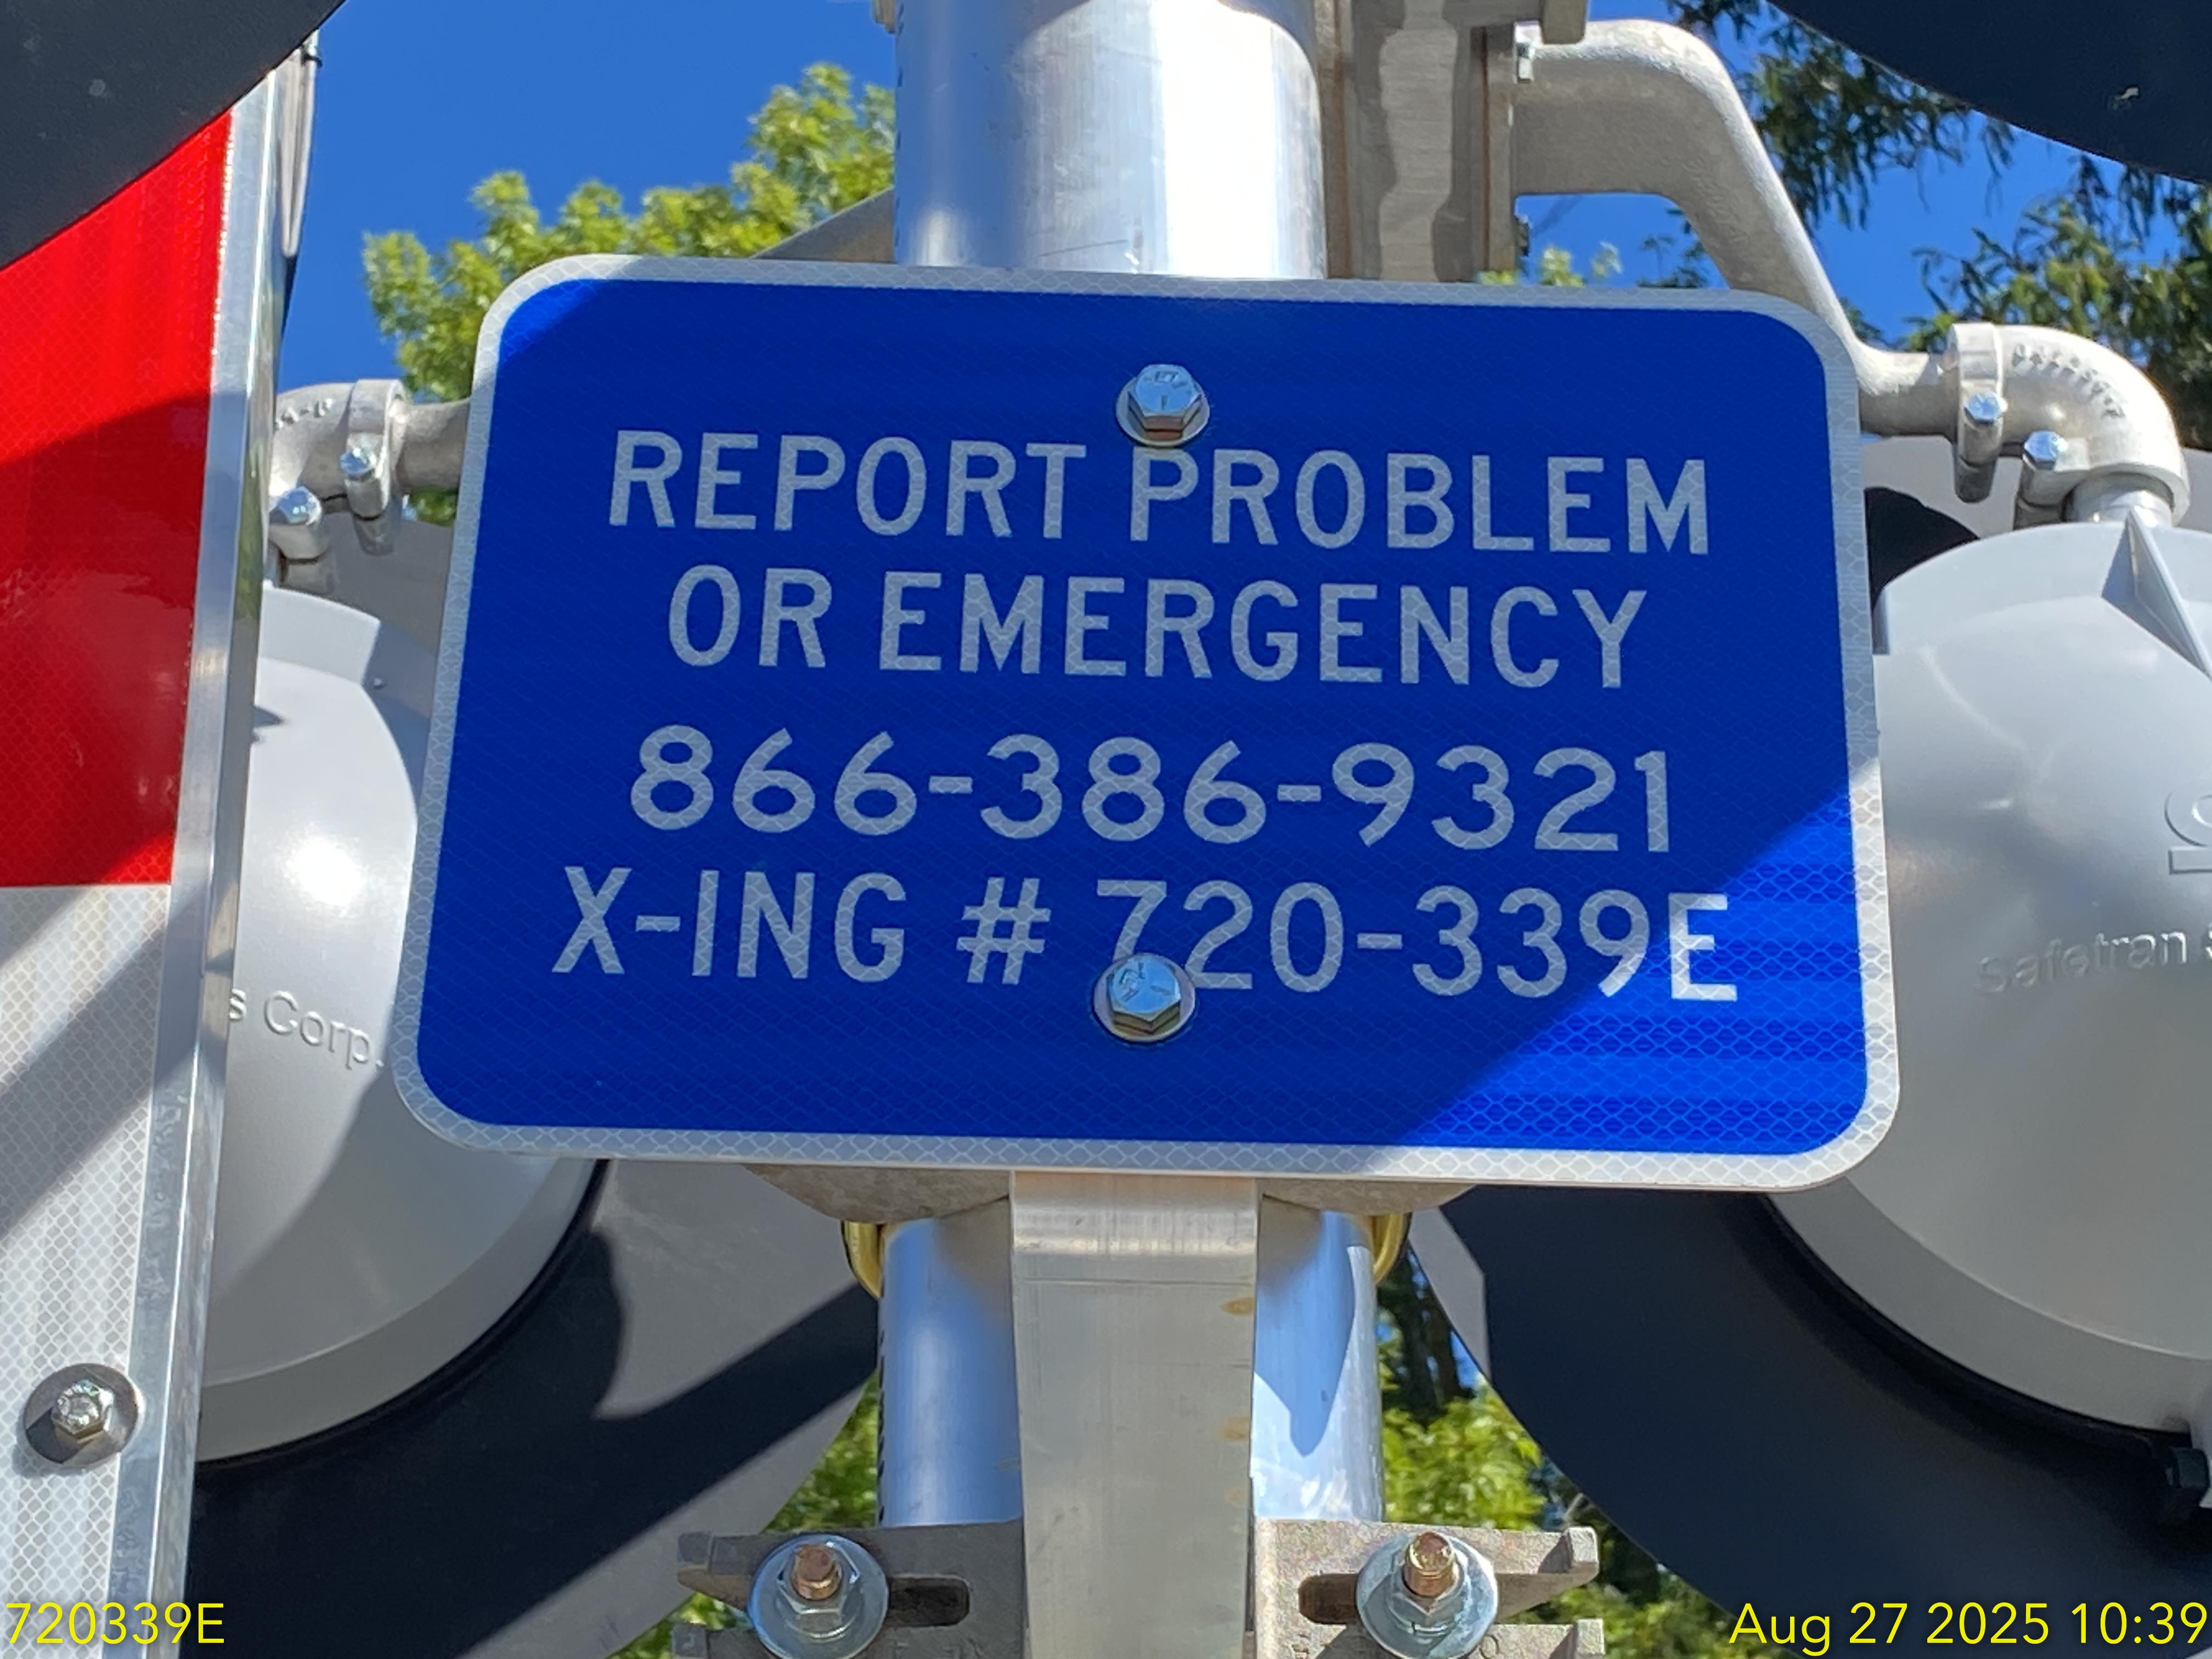 REPORT PROBLEM
OR EMERGENCY
866-386-9321
X-ING # 720-339E
s Corp.
Safetran
720339E
Aug 27 2025 10:39